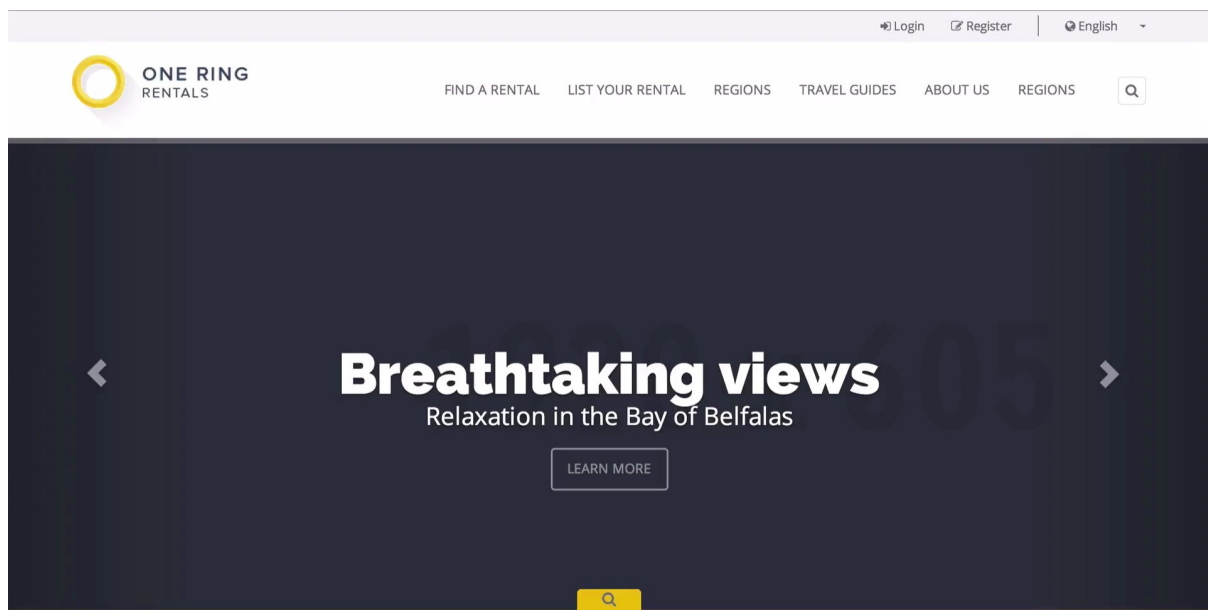 Login Register English
ONE RING
RENTALS
FIND A RENTAL LIST YOUR RENTAL REGIONS TRAVEL GUIDES ABOUT US REGIONS
Breathtaking views
Relaxation in the Bay of Belfalas
LEARN MORE